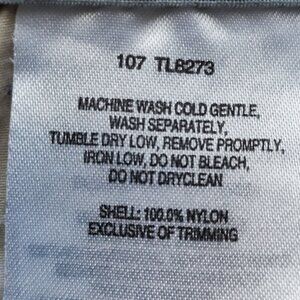 107 TL8273
MACHINE WASH COLD GENTLE,
WASH SEPARATELY,
TUMBLE DRY LOW, REMOVE PROMPTLY,
IRON LOW, DO NOT BLEACH,
DO NOT DRYCLEAN
SHELL: 100.0% NYLON
EXCLUSIVE OF TRIMMING